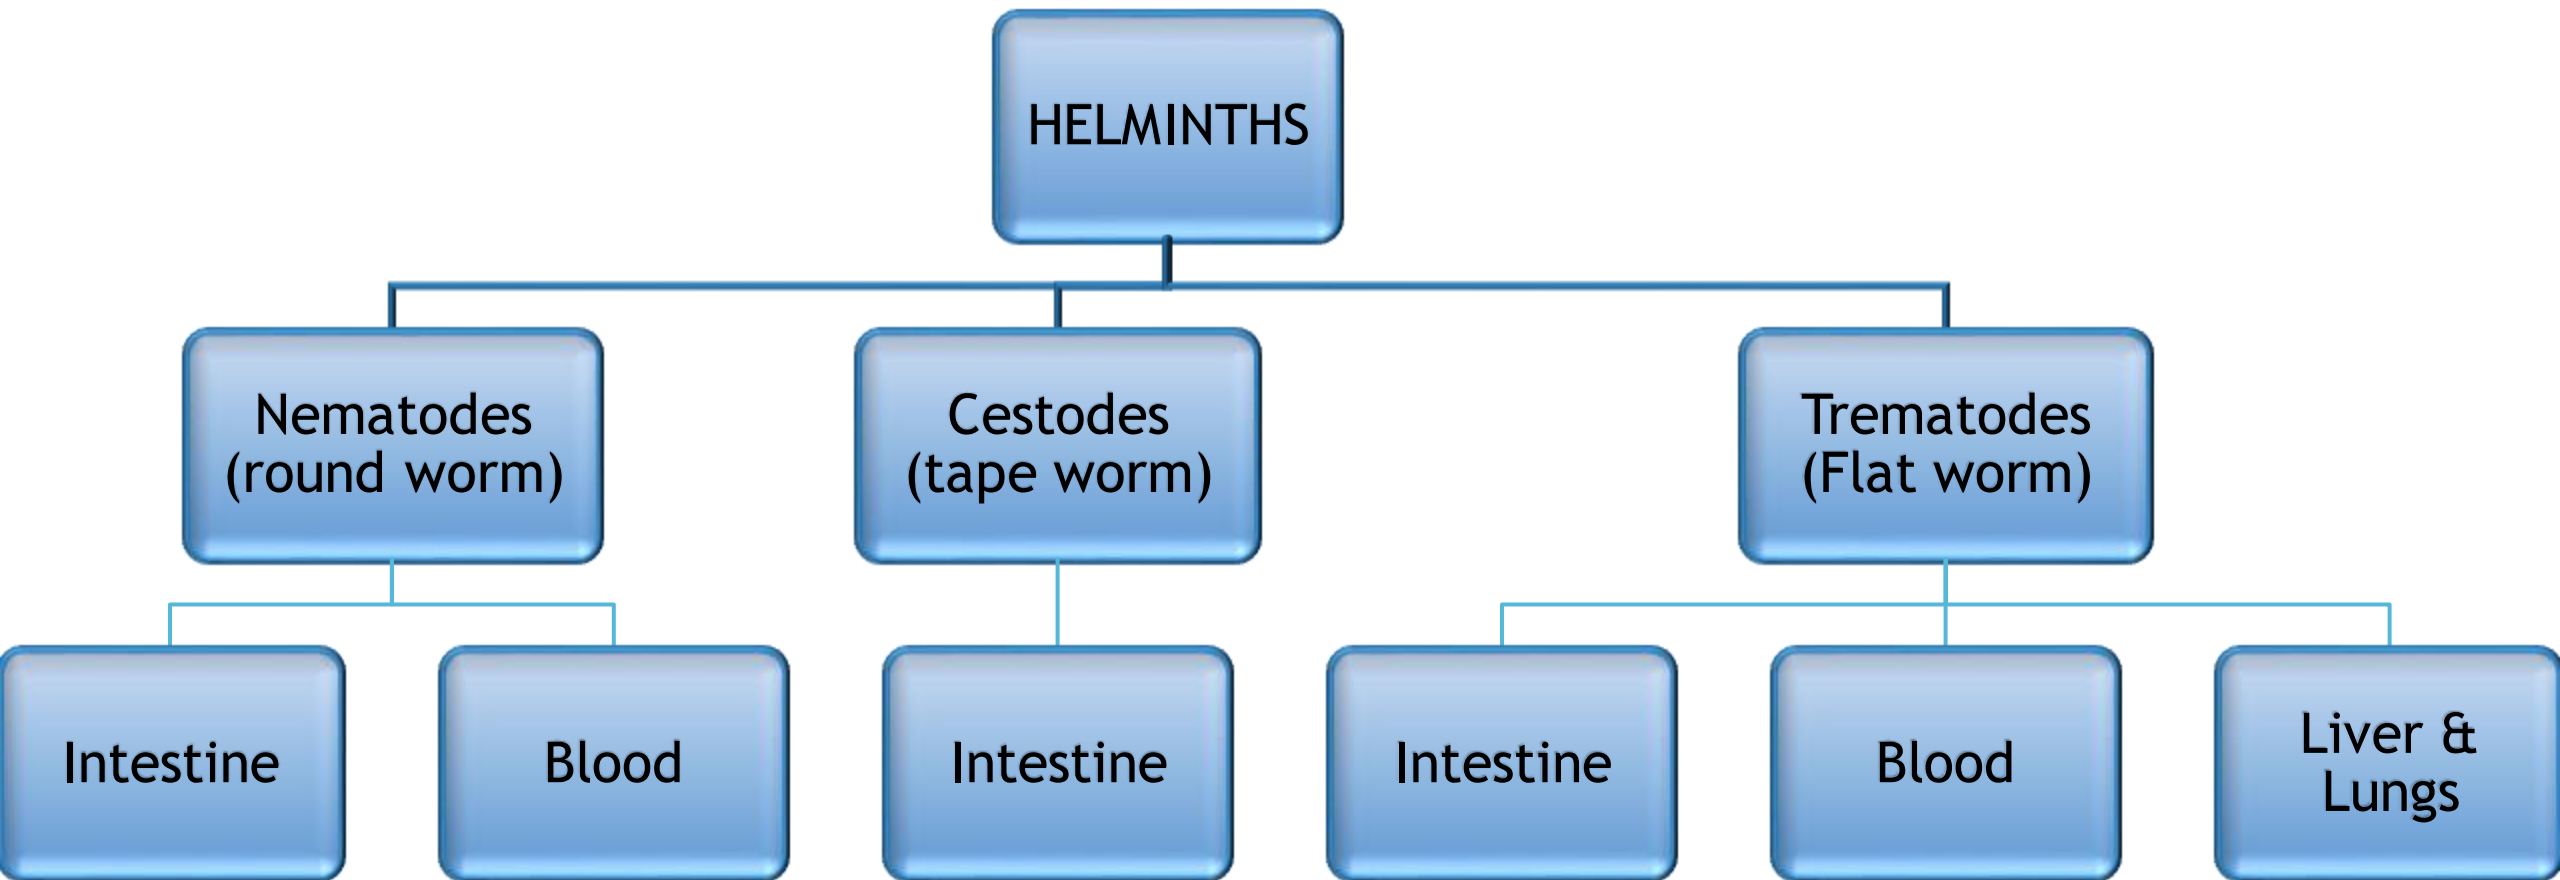 HELMINTHS
Nematodes
(round worm)
Cestodes
(tape worm)
Trematodes
(Flat worm)
Intestine
Blood
Intestine
Intestine
Blood
Liver &
Lungs